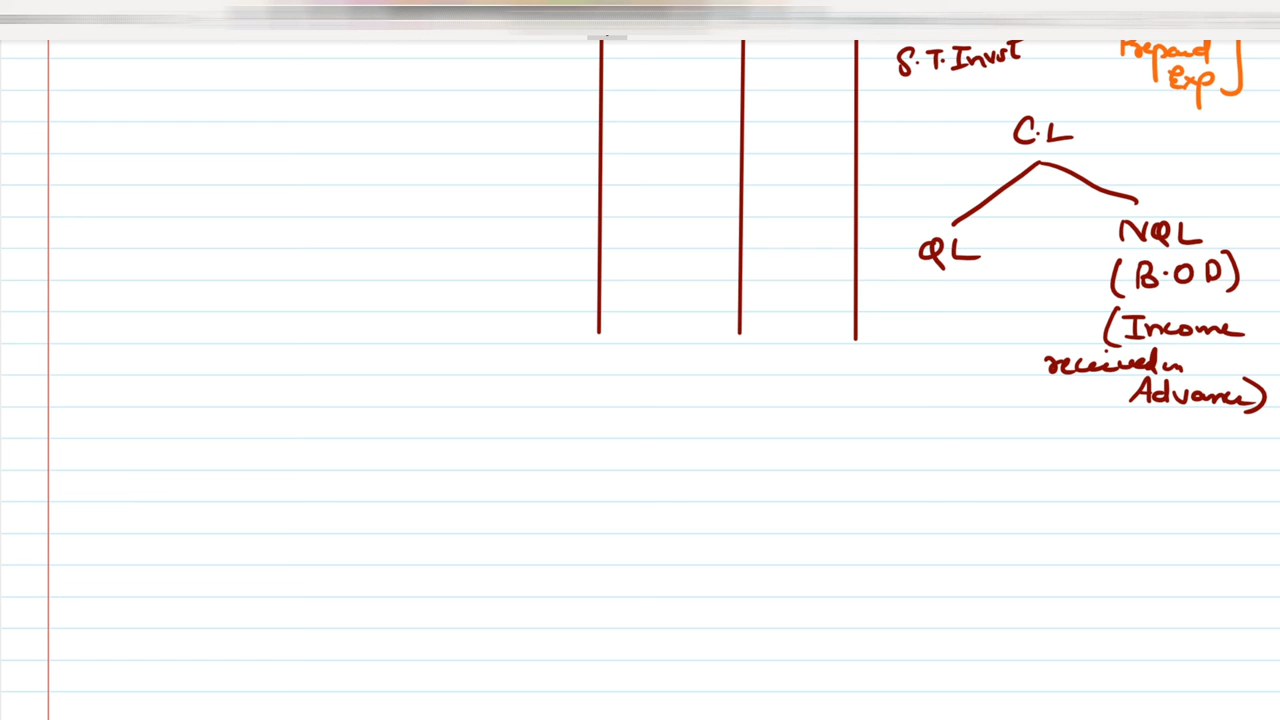 S.T. Invst
Prepaid
Exp
C.L
QL
NQL
(B.O D)
(Income
received in
Advance)